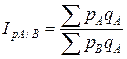 I_{pA:B} = \frac{\sum p_A q_A}{\sum p_B q_A}